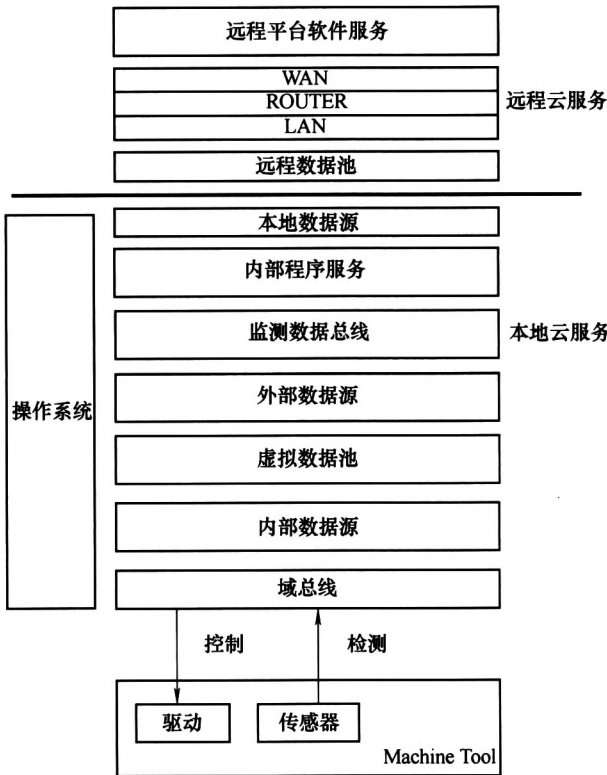 远程平台软件服务
WAN
ROUTER
远程云服务
LAN
远程数据池
本地数据源
内部程序服务
监测数据总线
本地云服务
外部数据源
操作系统
虚拟数据池
内部数据源
域总线
控制
检测
驱动
传感器
Machine Tool